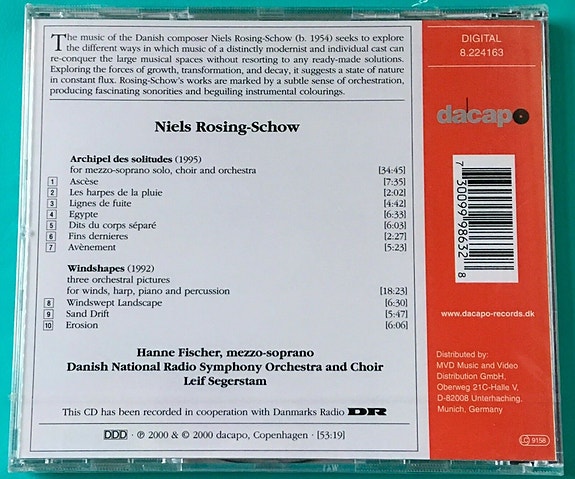 The music of the Danish composer Niels Rosing-Schow (b. 1954) seeks to explore
the different ways in which music of a distinctly modernist and individual cast can
re-conquer the large musical spaces without resorting to any ready-made solutions.
Exploring the forces of growth, transformation, and decay, it suggests a state of nature
in constant flux. Rosing-Schow's works are marked by a subtle sense of orchestration,
producing fascinating sonorities and beguiling instrumental colourings.
Niels Rosing-Schow
Archipel des solitudes (1995)
for mezzo-soprano solo, choir and orchestra [34:45]
1 Ascèse [7:35]
2 Les harpes de la pluie [2:02]
3 Lignes de fuite [4:42]
4 Egypte [6:33]
5 Dits du corps séparé [6:03]
6 Fins dernieres [2:27]
7 Avènement [5:23]
Windshapes (1992)
three orchestral pictures
for winds, harp, piano and percussion [18:23]
8 Windswept Landscape [6:30]
9 Sand Drift [5:47]
10 Erosion [6:06]
Hanne Fischer, mezzo-soprano
Danish National Radio Symphony Orchestra and Choir
Leif Segerstam
This CD has been recorded in cooperation with Danmarks Radio DR
DDD · ℗ 2000 & © 2000 dacapo, Copenhagen · [53:19]
DIGITAL
8.224163
dacapo
7 30099 98632 8
www.dacapo-records.dk
Distributed by:
MVD Music and Video
Distribution GmbH,
Oberweg 21C-Halle V,
D-82008 Unterhaching,
Munich, Germany
LC 9158